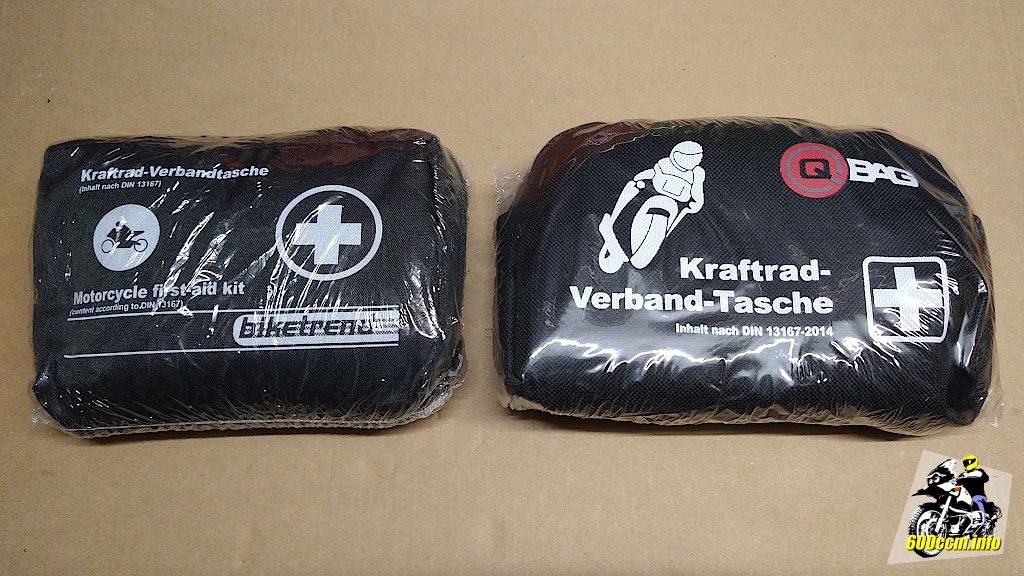 Kraftrad-Verbandtasche
(Inhalt nach DIN 13167)
Motorcycle first-aid kit
(content according to DIN 13167)
biketrend
Q BAG
Kraftrad-
Verband-Tasche
Inhalt nach DIN 13167-2014
600ccm.info